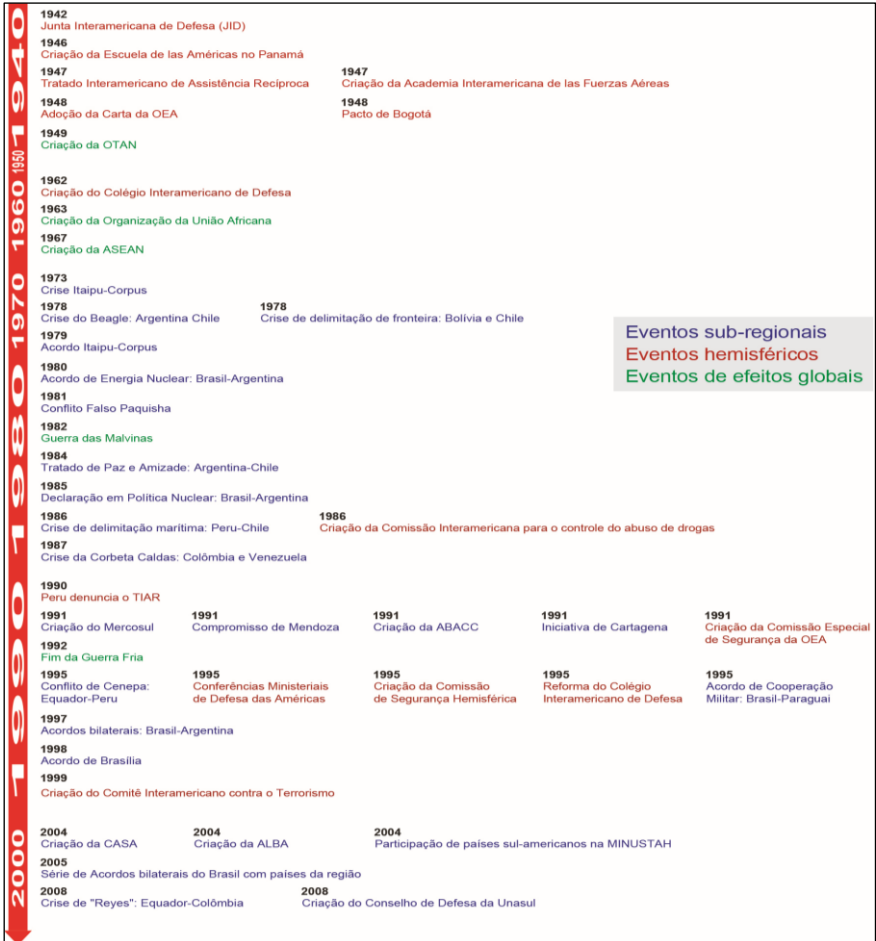 1940
1942
Junta Interamericana de Defesa (JID)
1946
Criação da Escuela de las Américas no Panamá
1947 1947
Tratado Interamericano de Assistência Recíproca Criação da Academia Interamericana de las Fuerzas Aéreas
1948 1948
Adoção da Carta da OEA Pacto de Bogotá
1949
Criação da OTAN
1950
1960
1962
Criação do Colégio Interamericano de Defesa
1963
Criação da Organização da União Africana
1967
Criação da ASEAN
1970
1973
Crise Itaipu-Corpus
1978 1978
Crise do Beagle: Argentina Chile Crise de delimitação de fronteira: Bolívia e Chile
1979
Acordo Itaipu-Corpus
Eventos sub-regionais
Eventos hemisféricos
Eventos de efeitos globais
1980
1980
Acordo de Energia Nuclear: Brasil-Argentina
1981
Conflito Falso Paquisha
1982
Guerra das Malvinas
1984
Tratado de Paz e Amizade: Argentina-Chile
1985
Declaração em Política Nuclear: Brasil-Argentina
1986 1986
Crise de delimitação marítima: Peru-Chile Criação da Comissão Interamericana para o controle do abuso de drogas
1987
Crise da Corbeta Caldas: Colômbia e Venezuela
1990
1990
Peru denuncia o TIAR
1991 1991 1991 1991 1991
Criação do Mercosul Compromisso de Mendoza Criação da ABACC Iniciativa de Cartagena Criação da Comissão Especial
de Segurança da OEA
1992
Fim da Guerra Fria
1995 1995 1995 1995 1995
Conflito de Cenepa: Conferências Ministeriais Criação da Comissão Reforma do Colégio Acordo de Cooperação
Equador-Peru de Defesa das Américas de Segurança Hemisférica Interamericano de Defesa Militar: Brasil-Paraguai
1997
Acordos bilaterais: Brasil-Argentina
1998
Acordo de Brasília
1999
Criação do Comitê Interamericano contra o Terrorismo
2000
2004 2004 2004
Criação da CASA Criação da ALBA Participação de países sul-americanos na MINUSTAH
2005
Série de Acordos bilaterais do Brasil com países da região
2008 2008
Crise de "Reyes": Equador-Colômbia Criação do Conselho de Defesa da Unasul